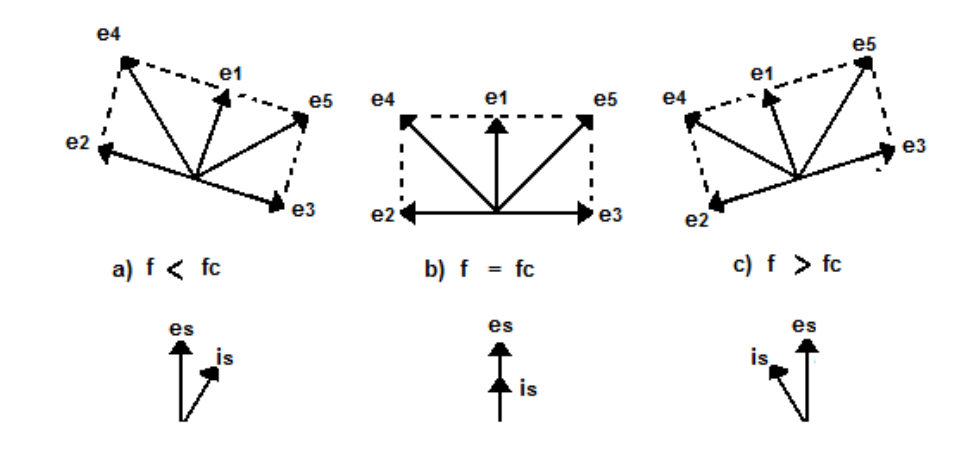 e4 e1 e5 e2 e3
e4 e1 e5 e2 e3
e5 e1 e4 e3 e2
a) f < fc
b) f = fc
c) f > fc
es is
es is
es is